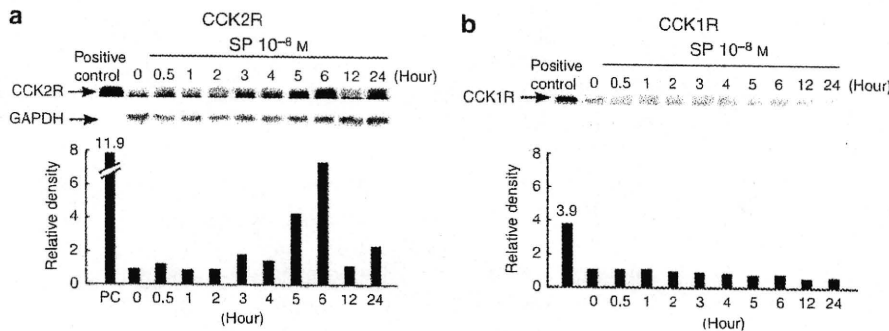 a
CCK2R
SP 10–8 M
Positive control
0 0.5 1 2 3 4 5 6 12 24 (Hour)
CCK2R
GAPDH
11.9
8
6
4
2
0
Relative density
PC 0 0.5 1 2 3 4 5 6 12 24
(Hour)
b
CCK1R
SP 10–8 M
Positive control
0 0.5 1 2 3 4 5 6 12 24 (Hour)
CCK1R
8
6
4
2
0
Relative density
3.9
0 0.5 1 2 3 4 5 6 12 24
(Hour)